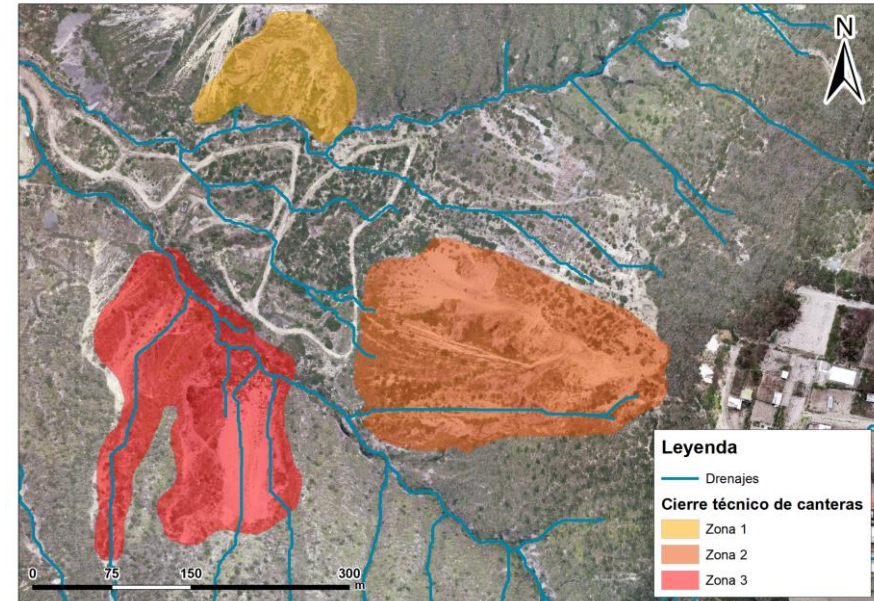 N
Leyenda
Drenajes
Cierre técnico de canteras
Zona 1
Zona 2
Zona 3
0 75 150 300
m